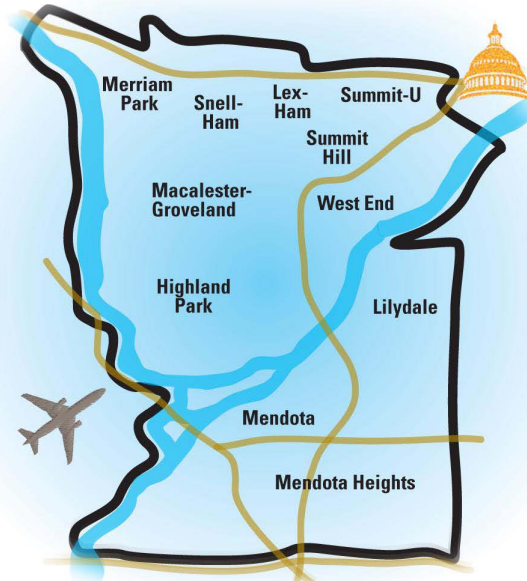 Merriam
Park
Snell-
Ham
Lex-
Ham
Summit-U
Summit
Hill
Macalester-
Groveland
West End
Highland
Park
Lilydale
Mendota
Mendota Heights